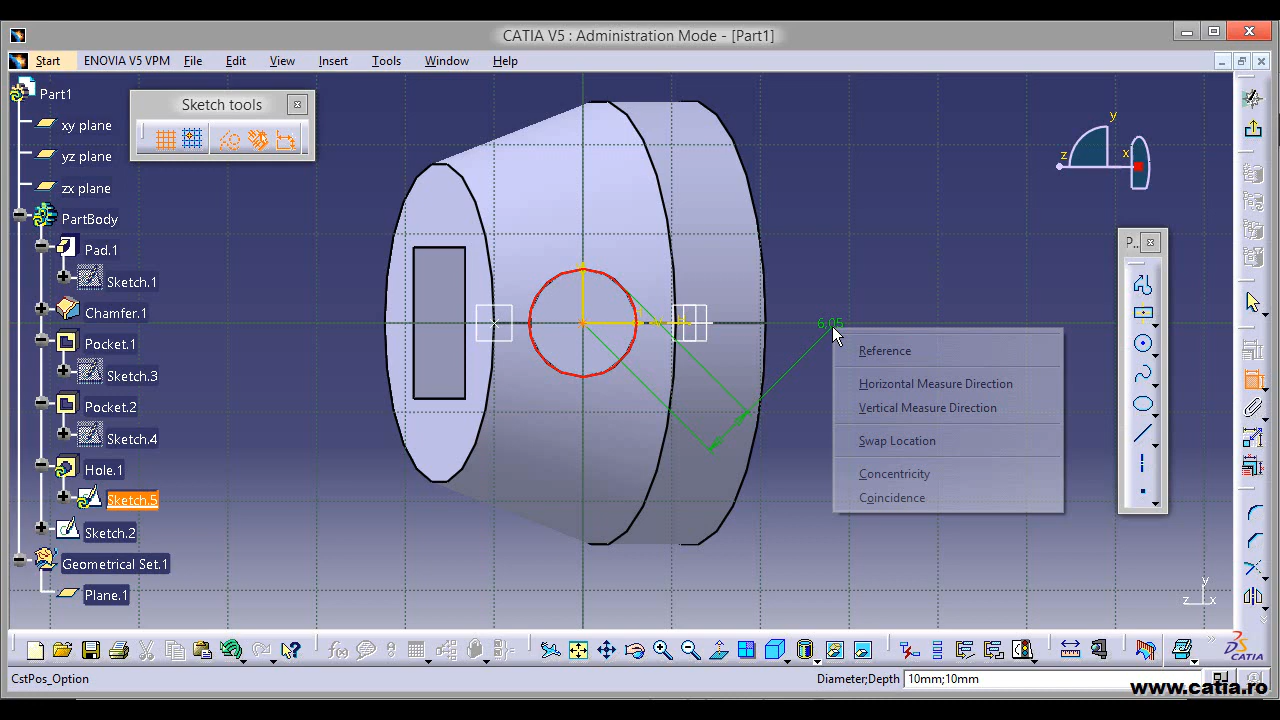 CATIA V5 : Administration Mode - [Part1]
Start ENOVIA V5 VPM File Edit View Insert Tools Window Help
Part1
xy plane
yz plane
zx plane
PartBody
Pad.1
Sketch.1
Chamfer.1
Pocket.1
Sketch.3
Pocket.2
Sketch.4
Hole.1
Sketch.5
Sketch.2
Geometrical Set.1
Plane.1
Sketch tools
y
z
x
P..
6,05
H
Reference
Horizontal Measure Direction
Vertical Measure Direction
Swap Location
Concentricity
Coincidence
y
z x
f(x)
CATIA
CstPos_Option
Diameter;Depth 10mm;10mm
www.catia.ro